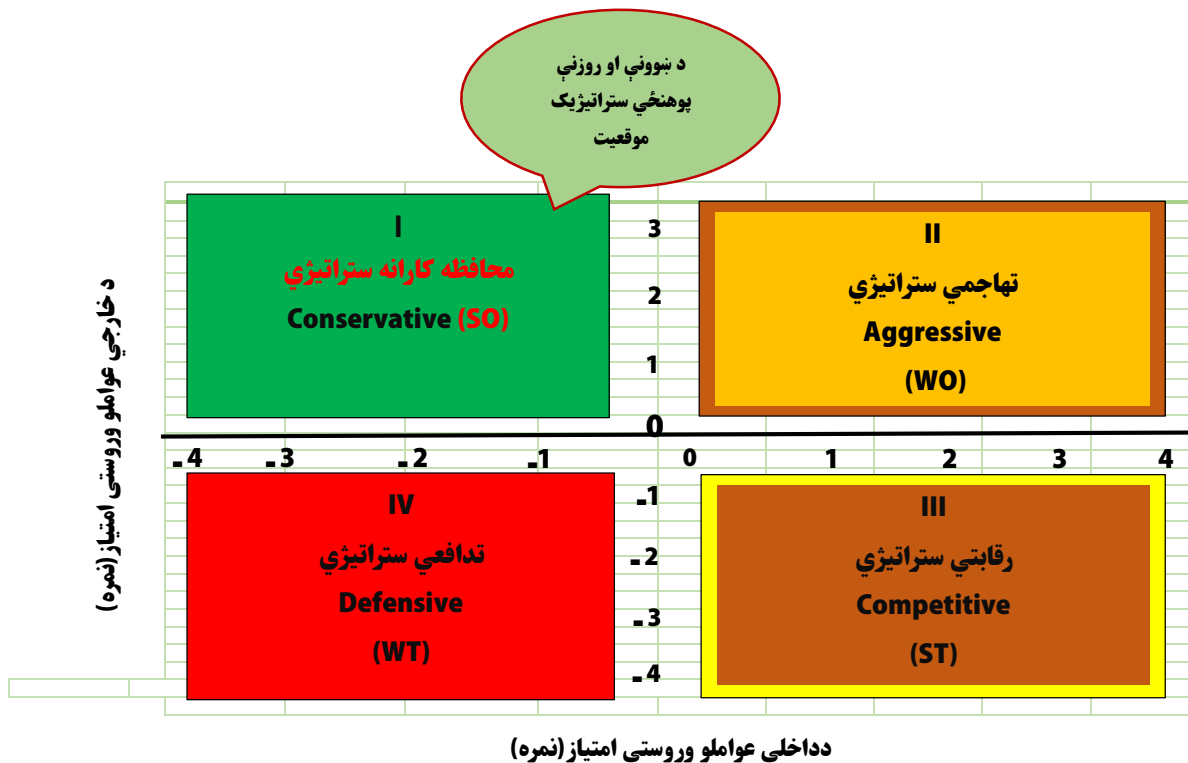 د ښوونې او روزنې
پوهنځي ستراتیژیک
موقعیت
I
محافظه کارانه ستراتیژي
Conservative (SO)
3
2
1
0
II
تهاجمي ستراتیژي
Aggressive
(WO)
د خارجي عواملو وروستی امتیاز(نمره)
-4 -3 -2 -1 0 1 2 3 4
IV
تدافعي ستراتیژي
Defensive
(WT)
-1
-2
-3
-4
III
رقابتي ستراتیژي
Competitive
(ST)
دداخلی عواملو وروستی امتیاز(نمره)